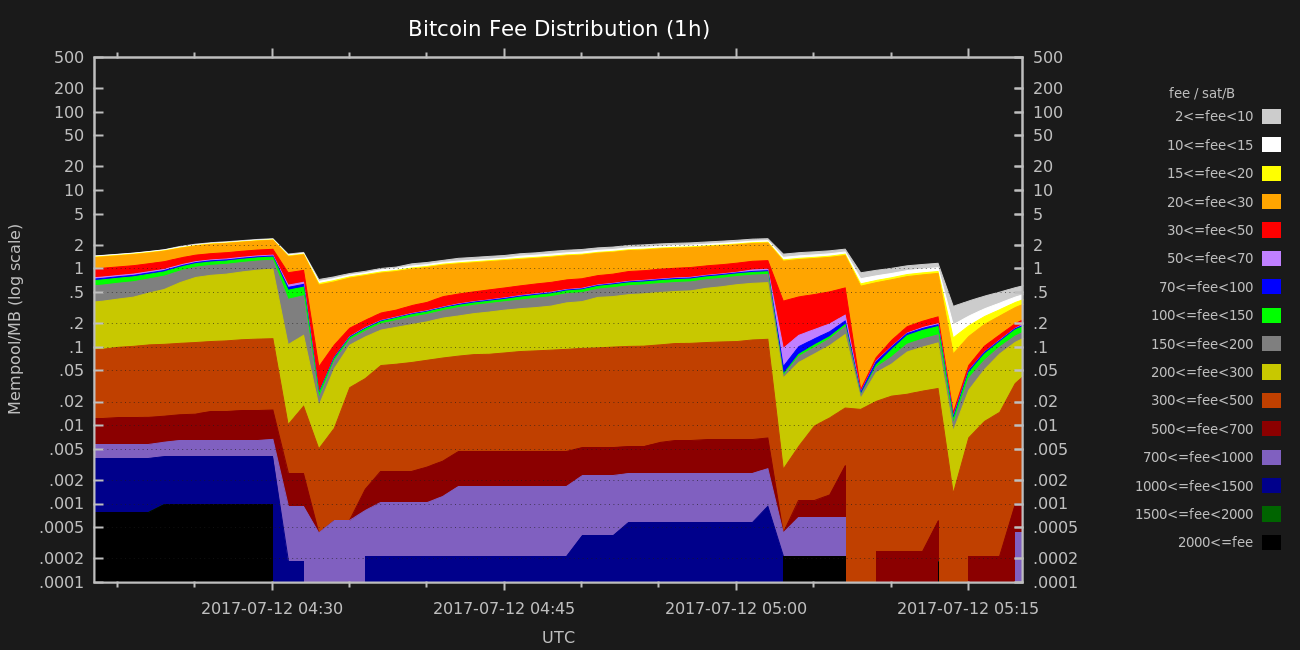 Bitcoin Fee Distribution (1h)
Mempool/MB (log scale)
500
200
100
50
20
10
5
2
1
.5
.2
.1
.05
.02
.01
.005
.002
.001
.0005
.0002
.0001
500
200
100
50
20
10
5
2
1
.5
.2
.1
.05
.02
.01
.005
.002
.001
.0005
.0002
.0001
2017-07-12 04:30
2017-07-12 04:45
2017-07-12 05:00
2017-07-12 05:15
UTC
fee / sat/B
2<=fee<10
10<=fee<15
15<=fee<20
20<=fee<30
30<=fee<50
50<=fee<70
70<=fee<100
100<=fee<150
150<=fee<200
200<=fee<300
300<=fee<500
500<=fee<700
700<=fee<1000
1000<=fee<1500
1500<=fee<2000
2000<=fee